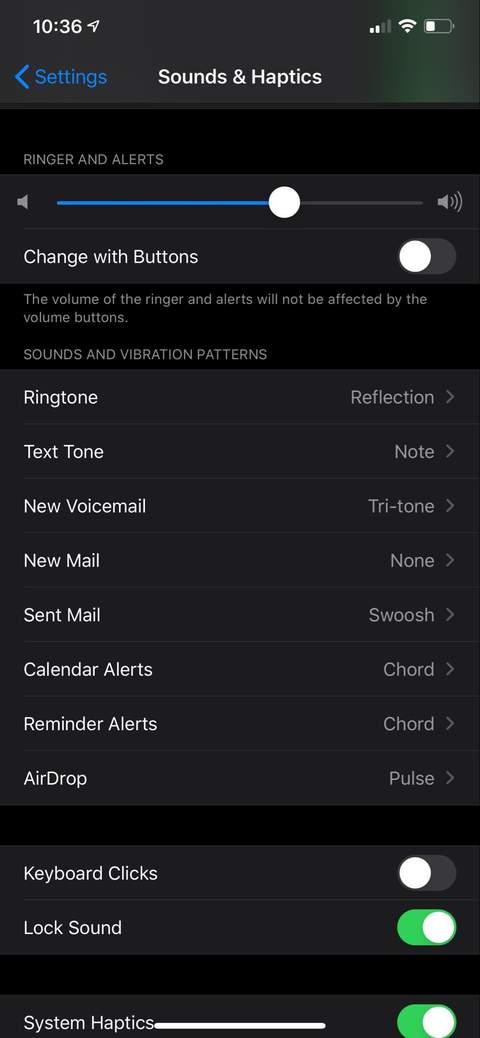 10:36
Settings
Sounds & Haptics
RINGER AND ALERTS
Change with Buttons
The volume of the ringer and alerts will not be affected by the
volume buttons.
SOUNDS AND VIBRATION PATTERNS
Ringtone Reflection
Text Tone Note
New Voicemail Tri-tone
New Mail None
Sent Mail Swoosh
Calendar Alerts Chord
Reminder Alerts Chord
AirDrop Pulse
Keyboard Clicks
Lock Sound
System Haptics